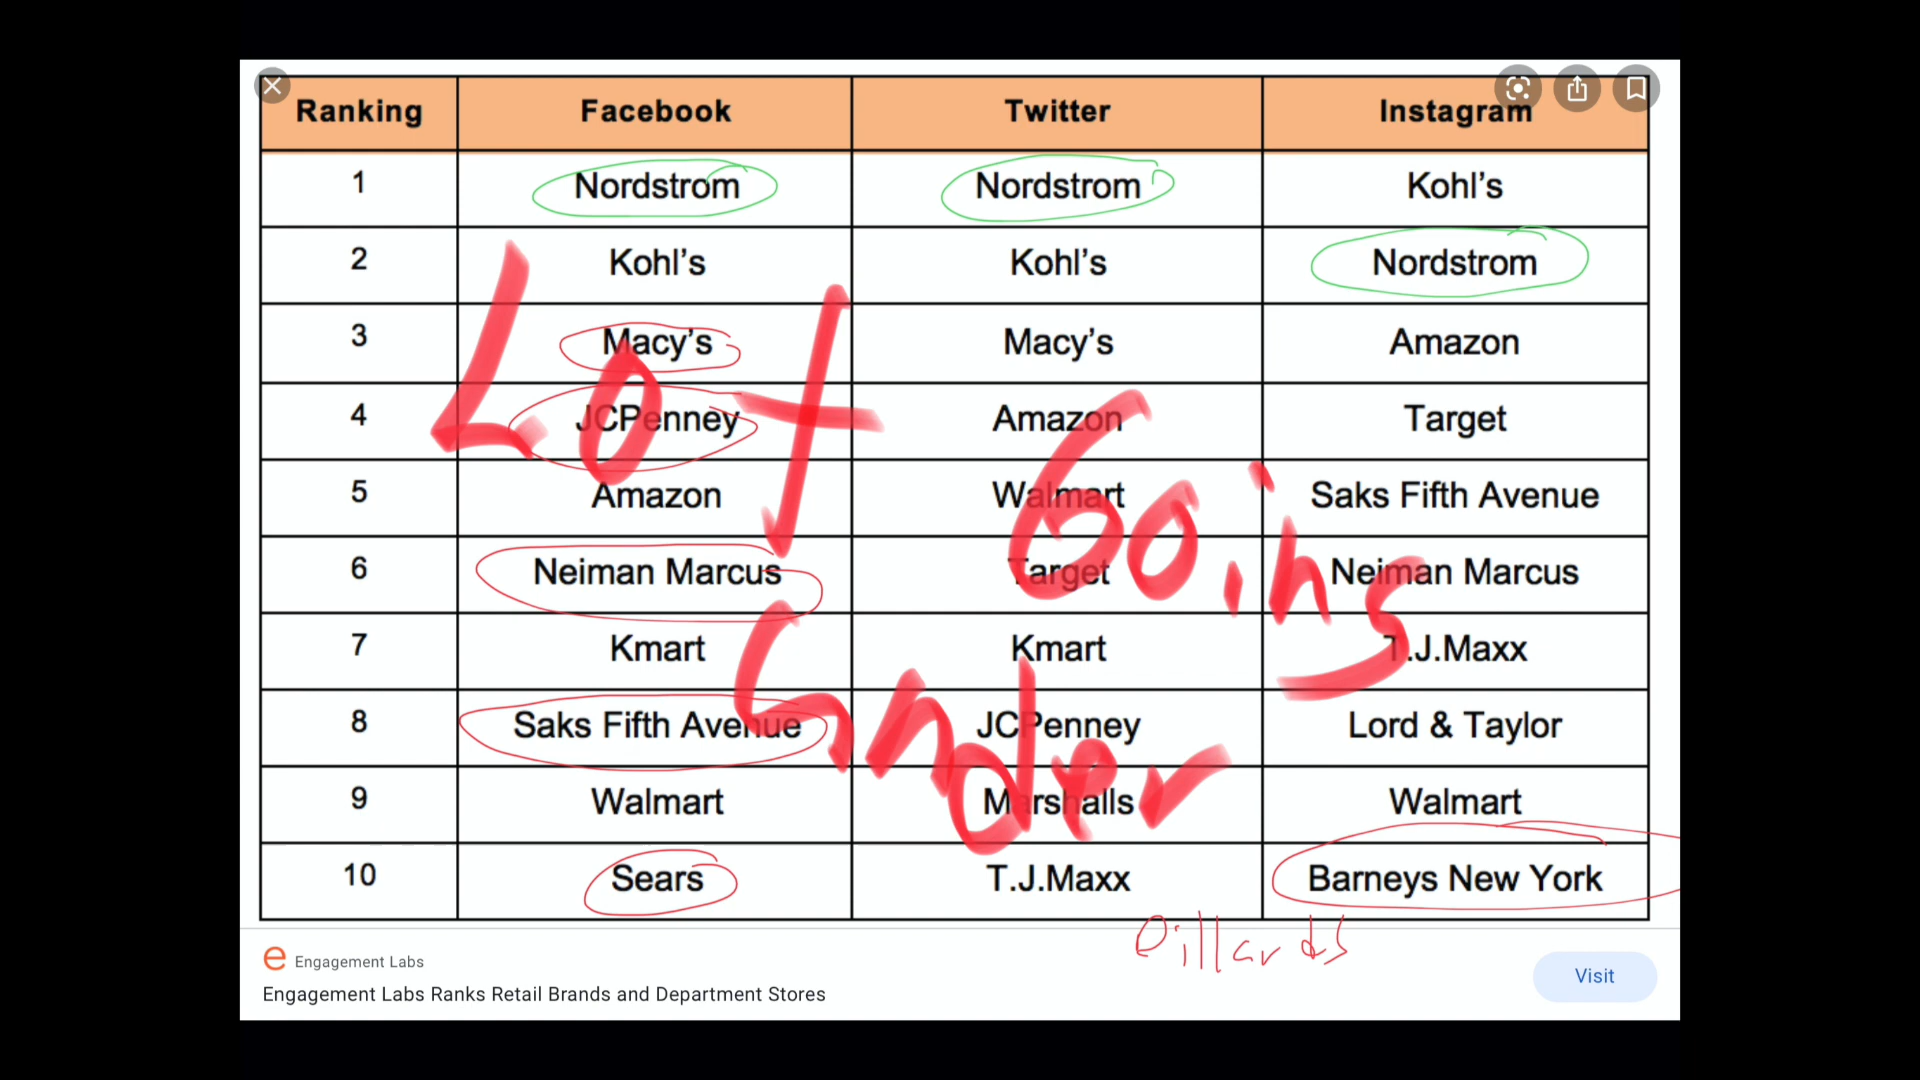 Ranking Facebook Twitter Instagram
1 Nordstrom Nordstrom Kohl's
2 Kohl's Kohl's Nordstrom
3 Macy's Macy's Amazon
4 JCPenney Amazon Target
5 Amazon Walmart Saks Fifth Avenue
6 Neiman Marcus Target Neiman Marcus
7 Kmart Kmart T.J.Maxx
8 Saks Fifth Avenue JCPenney Lord & Taylor
9 Walmart Marshalls Walmart
10 Sears T.J.Maxx Barneys New York
Lot
Going
Under
Dillards
e Engagement Labs
Engagement Labs Ranks Retail Brands and Department Stores
Visit